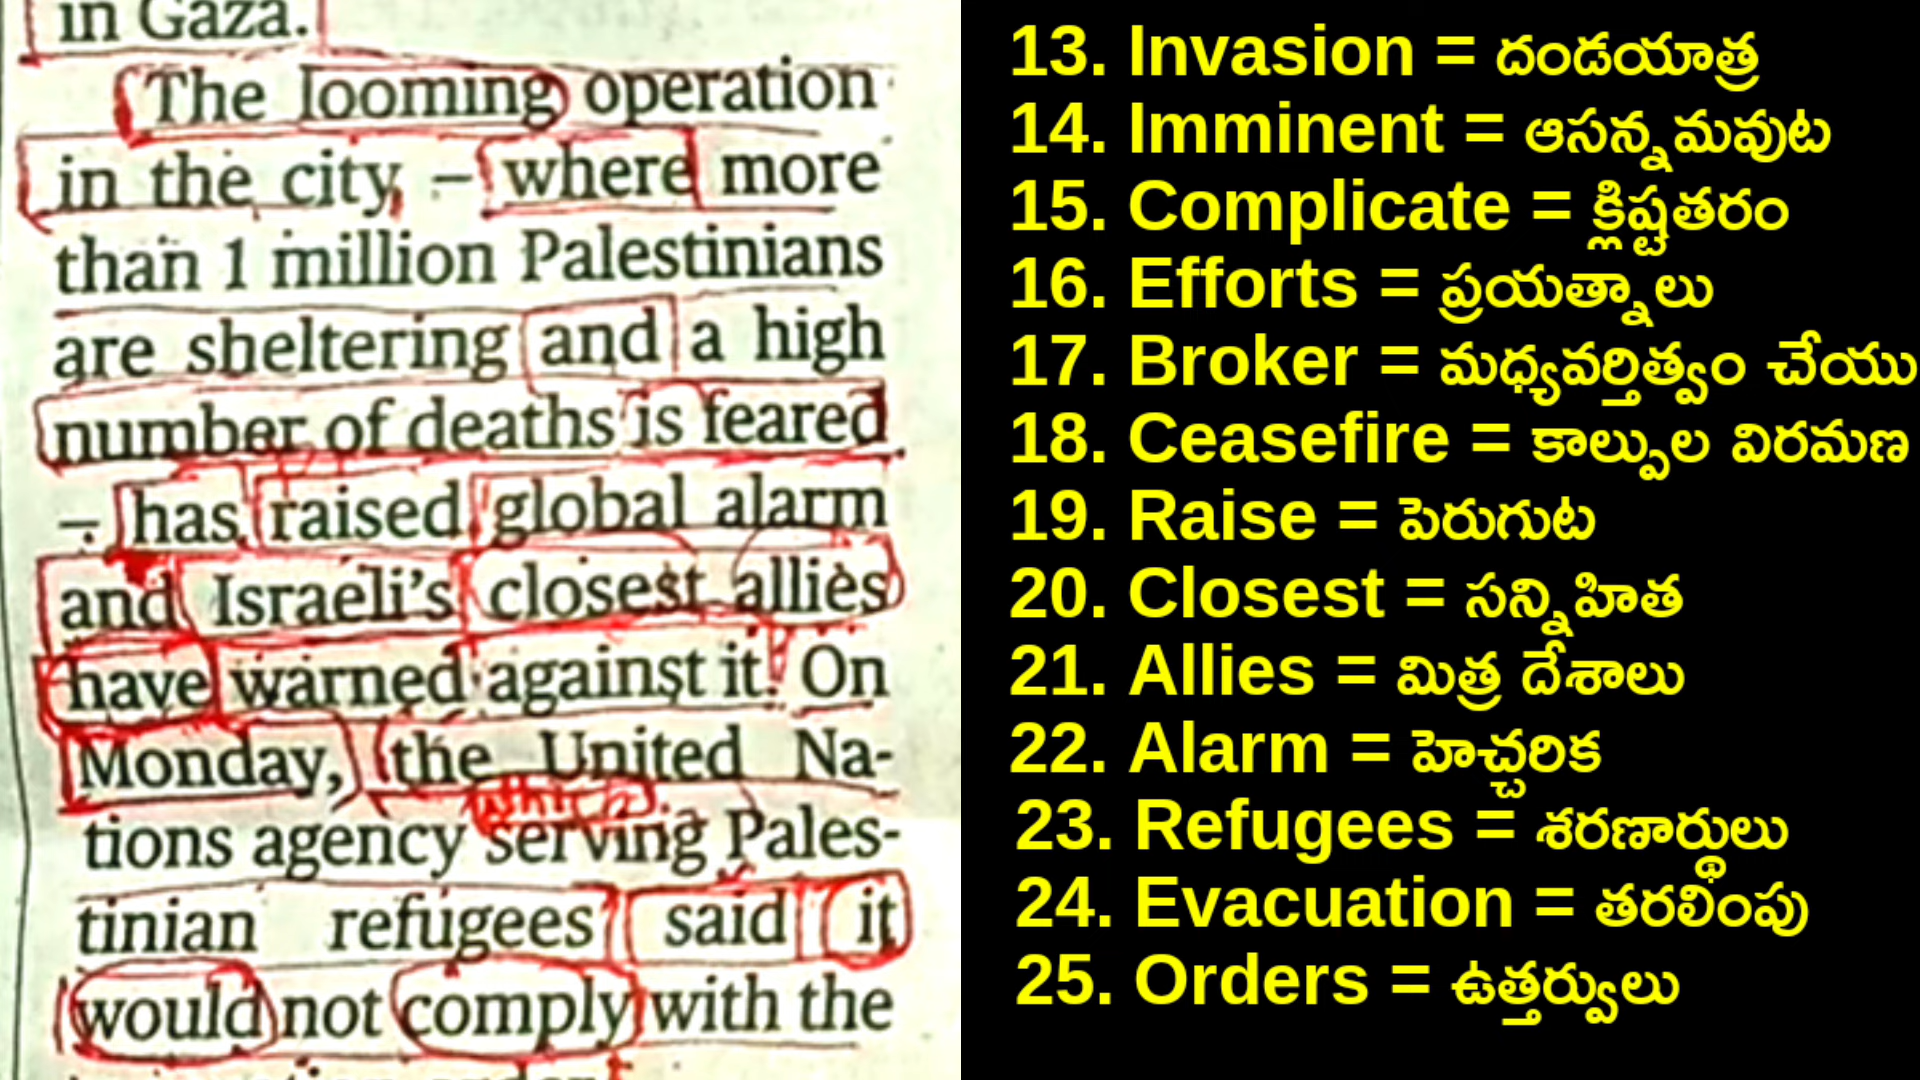 in Gaza.
The looming operation
in the city, – where more
than 1 million Palestinians
are sheltering and a high
number of deaths is feared
– has raised global alarm
and Israeli's closest allies
have warned against it. On
Monday, the United Na-
which
tions agency serving Pales-
tinian refugees said it
would not comply with the
13. Invasion = దండయాత్ర
14. Imminent = ఆసన్నమవుట
15. Complicate = క్లిష్టతరం
16. Efforts = ప్రయత్నాలు
17. Broker = మధ్యవర్తిత్వం చేయు
18. Ceasefire = కాల్పుల విరమణ
19. Raise = పెరుగుట
20. Closest = సన్నిహిత
21. Allies = మిత్ర దేశాలు
22. Alarm = హెచ్చరిక
23. Refugees = శరణార్థులు
24. Evacuation = తరలింపు
25. Orders = ఉత్తర్వులు